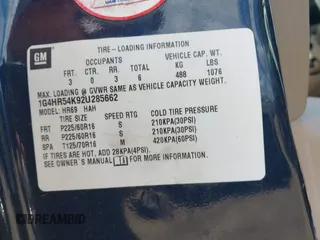 GM
TIRE-LOADING INFORMATION
OCCUPANTS VEHICLE CAP. WT.
FRT. CTR. RR. TOTAL KG LBS
3 0 3 6 488 1076
MAX. LOADING @ GVWR SAME AS VEHICLE CAPACITY WEIGHT.
1G4HR54K92U285662
MODEL: HR69 HAH
TIRE SIZE SPEED RTG COLD TIRE PRESSURE
FRT P225/60R16 S 210KPA(30PSI)
RR P225/60R16 S 210KPA(30PSI)
SPA T125/70R16 M 420KPA(60PSI)
IF TIRES ARE HOT, ADD 28KPA(4PSI).
SEE OWNER'S MANUAL FOR MORE INFORMATION
DREAMBID